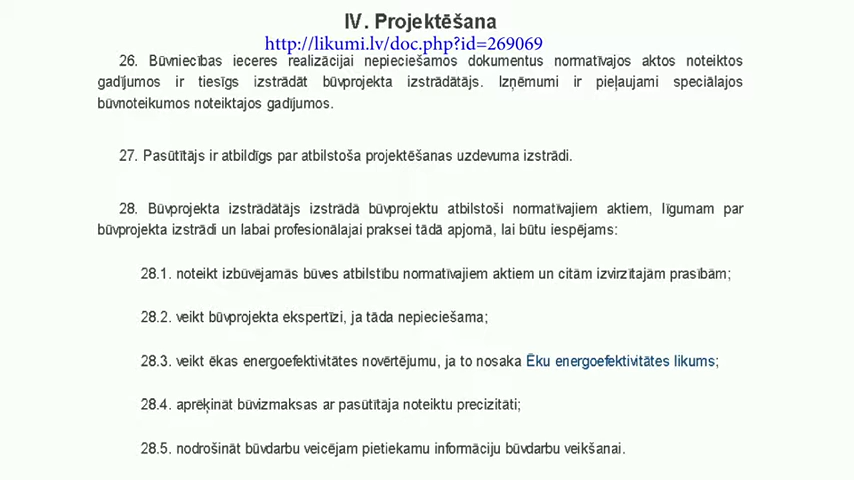 IV. Projektēšana
http://likumi.lv/doc.php?id=269069
26. Būvniecības ieceres realizācijai nepieciešamos dokumentus normatīvajos aktos noteiktos
gadījumos ir tiesīgs izstrādāt būvprojekta izstrādātājs. Izņēmumi ir pieļaujami speciālajos
būvnoteikumos noteiktajos gadījumos.
27. Pasūtītājs ir atbildīgs par atbilstoša projektēšanas uzdevuma izstrādi.
28. Būvprojekta izstrādātājs izstrādā būvprojektu atbilstoši normatīvajiem aktiem, līgumam par
būvprojekta izstrādi un labai profesionālajai praksei tādā apjomā, lai būtu iespējams:
28.1. noteikt izbūvējamās būves atbilstību normatīvajiem aktiem un citām izvirzītajām prasībām;
28.2. veikt būvprojekta ekspertīzi, ja tāda nepieciešama;
28.3. veikt ēkas energoefektivitātes novērtējumu, ja to nosaka Ēku energoefektivitātes likums;
28.4. aprēķināt būvizmaksas ar pasūtītāja noteiktu precizitāti;
28.5. nodrošināt būvdarbu veicējam pietiekamu informāciju būvdarbu veikšanai.